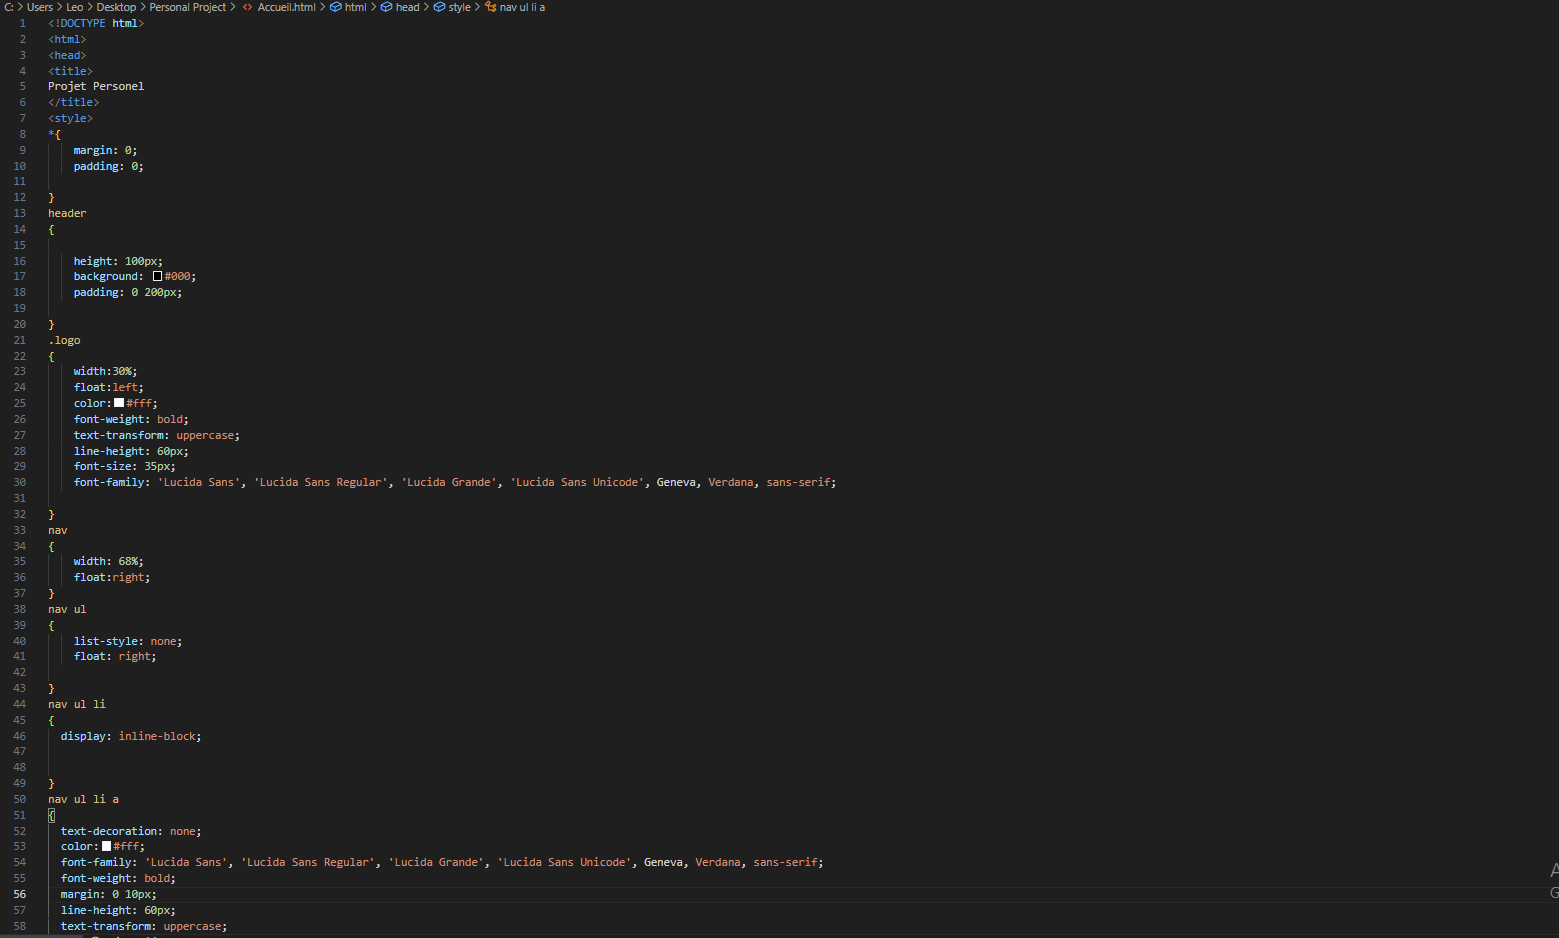 C: > Users > Leo > Desktop > Personal Project > <> Accueil.html > html > head > style > nav ul li a
1 <!DOCTYPE html>
2 <html>
3 <head>
4 <title>
5 Projet Personel
6 </title>
7 <style>
8 *{
9 margin: 0;
10 padding: 0;
11
12 }
13 header
14 {
15
16 height: 100px;
17 background: #000;
18 padding: 0 200px;
19
20 }
21 .logo
22 {
23 width:30%;
24 float:left;
25 color:#fff;
26 font-weight: bold;
27 text-transform: uppercase;
28 line-height: 60px;
29 font-size: 35px;
30 font-family: 'Lucida Sans', 'Lucida Sans Regular', 'Lucida Grande', 'Lucida Sans Unicode', Geneva, Verdana, sans-serif;
31
32 }
33 nav
34 {
35 width: 68%;
36 float:right;
37 }
38 nav ul
39 {
40 list-style: none;
41 float: right;
42
43 }
44 nav ul li
45 {
46 display: inline-block;
47
48
49 }
50 nav ul li a
51 {
52 text-decoration: none;
53 color:#fff;
54 font-family: 'Lucida Sans', 'Lucida Sans Regular', 'Lucida Grande', 'Lucida Sans Unicode', Geneva, Verdana, sans-serif;
55 font-weight: bold;
56 margin: 0 10px;
57 line-height: 60px;
58 text-transform: uppercase;